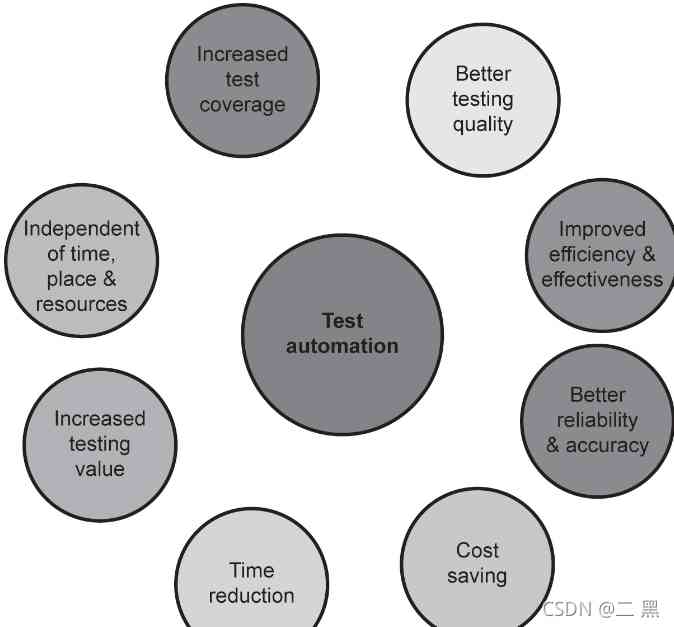 Increased
test
coverage
Better
testing
quality
Independent
of time,
place &
resources
Improved
efficiency &
effectiveness
Test
automation
Better
reliability
& accuracy
Increased
testing
value
Cost
saving
Time
reduction
CSDN @二 黑